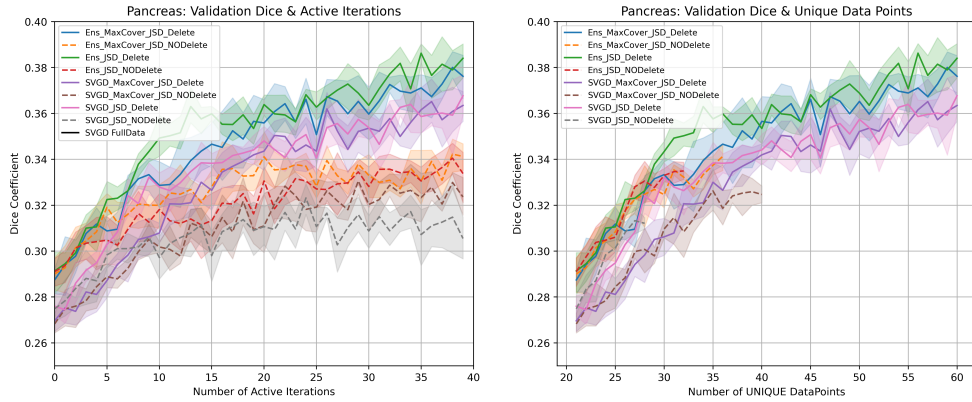 Pancreas: Validation Dice & Active Iterations
0.40
0.38
0.36
0.34
0.32
0.30
0.28
0.26
Dice Coefficient
Ens_MaxCover_JSD_Delete
Ens_MaxCover_JSD_NODelete
Ens_JSD_Delete
Ens_JSD_NODelete
SVGD_MaxCover_JSD_Delete
SVGD_MaxCover_JSD_NODelete
SVGD_JSD_Delete
SVGD_JSD_NODelete
SVGD FullData
0 5 10 15 20 25 30 35 40
Number of Active Iterations
Pancreas: Validation Dice & Unique Data Points
0.40
0.38
0.36
0.34
0.32
0.30
0.28
0.26
Dice Coefficient
Ens_MaxCover_JSD_Delete
Ens_MaxCover_JSD_NODelete
Ens_JSD_Delete
Ens_JSD_NODelete
SVGD_MaxCover_JSD_Delete
SVGD_MaxCover_JSD_NODelete
SVGD_JSD_Delete
SVGD_JSD_NODelete
20 25 30 35 40 45 50 55 60
Number of UNIQUE DataPoints